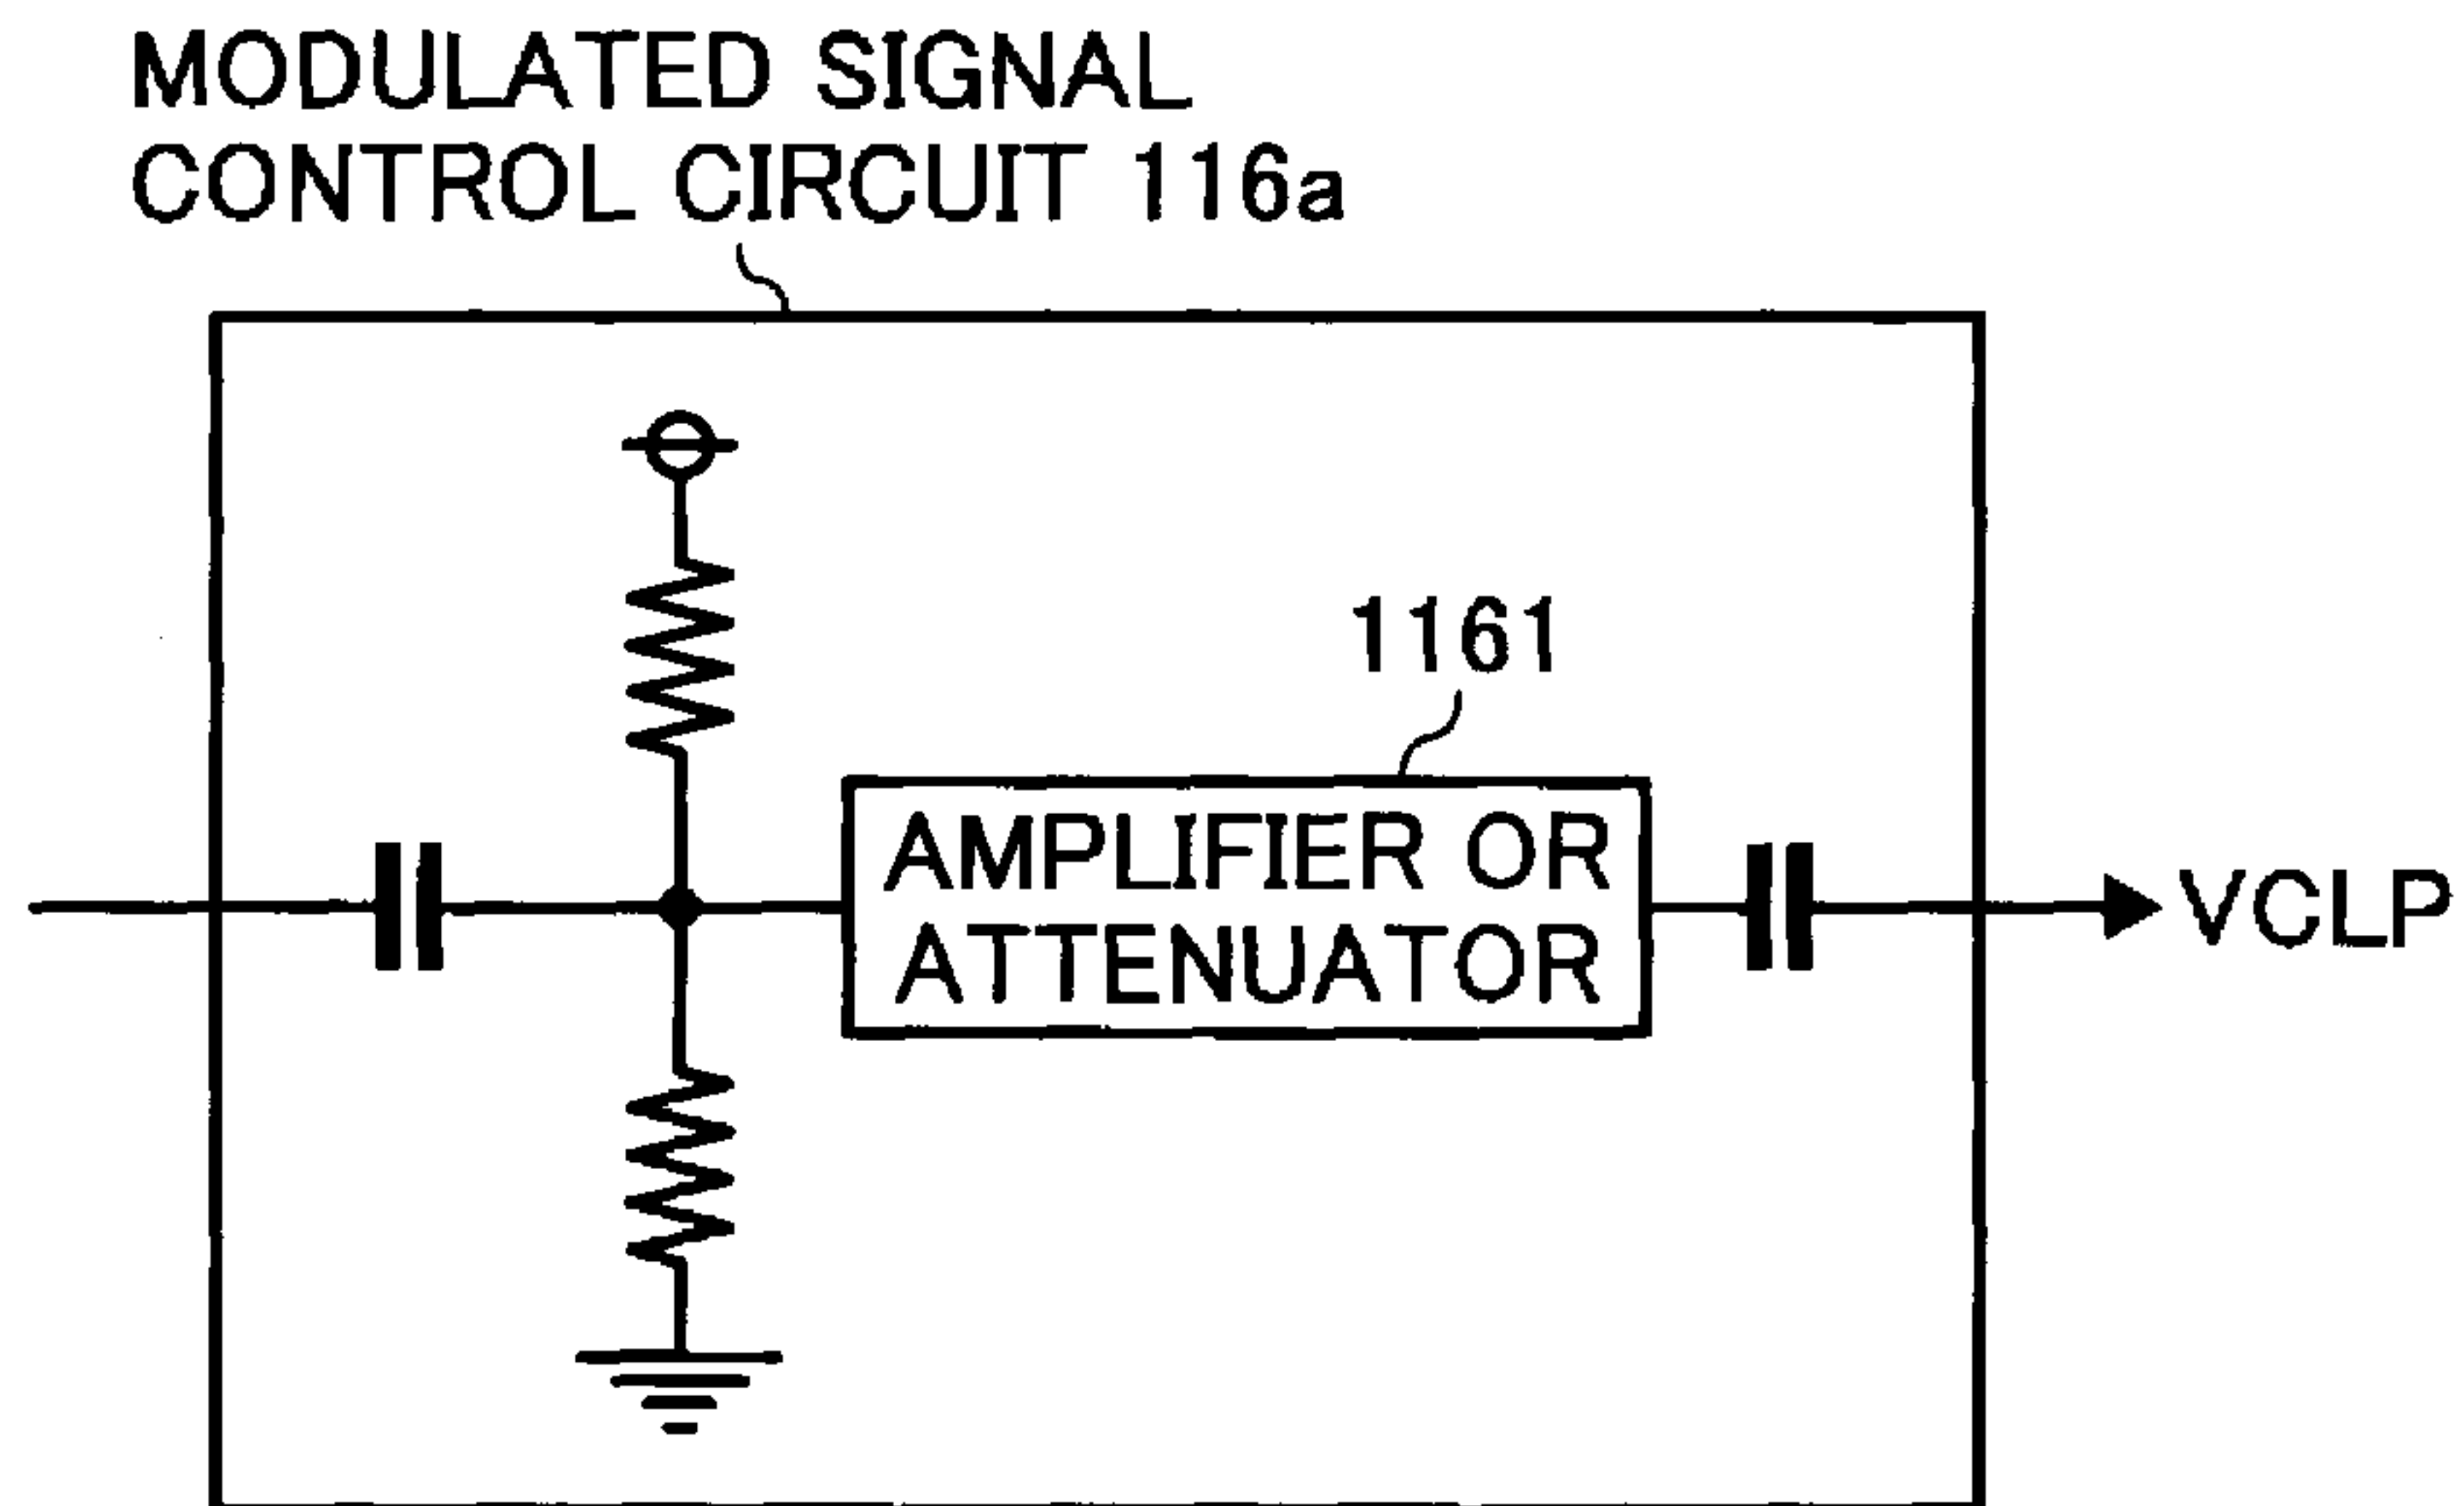 MODULATED SIGNAL
CONTROL CIRCUIT 116a
1161
AMPLIFIER OR
ATTENUATOR
VCLP